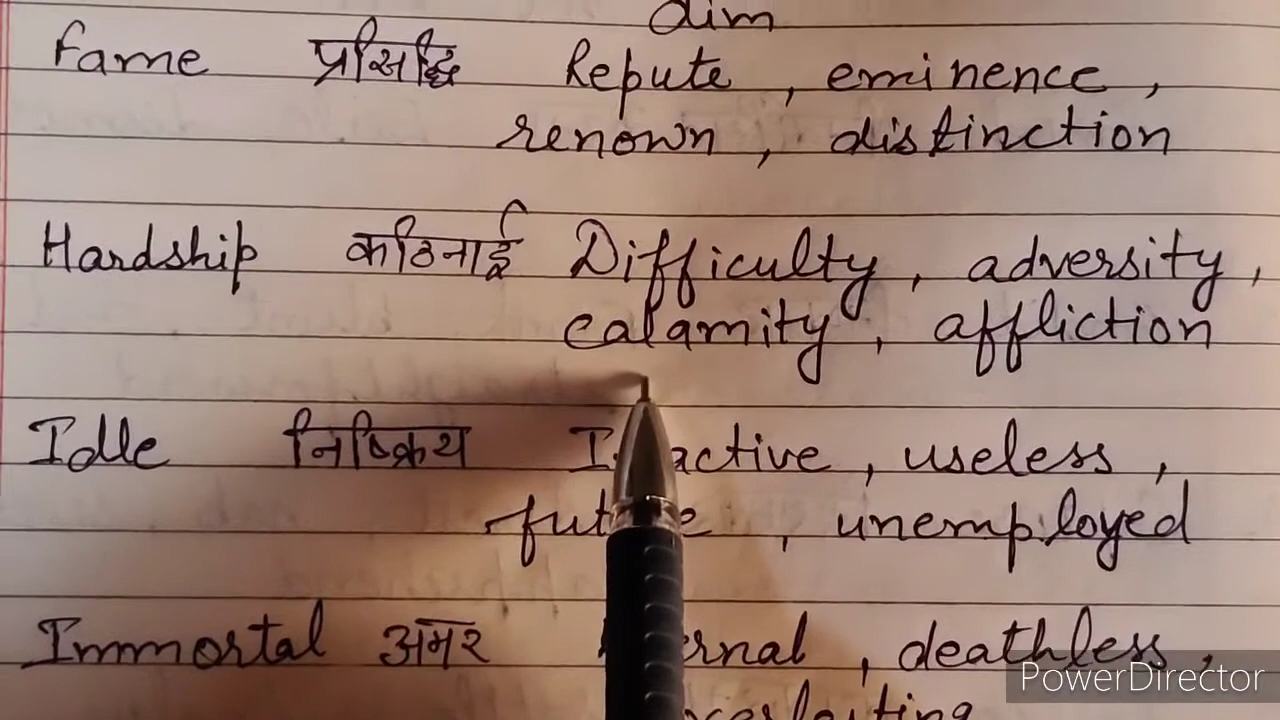 dim
Fame प्रसिद्धि Repute , eminence ,
renown , distinction
Hardship कठिनाई Difficulty , adversity ,
calamity , affliction
Idle निष्क्रिय , useless ,
, unemployed
Immortal अमर , deathless ,
PowerDirector